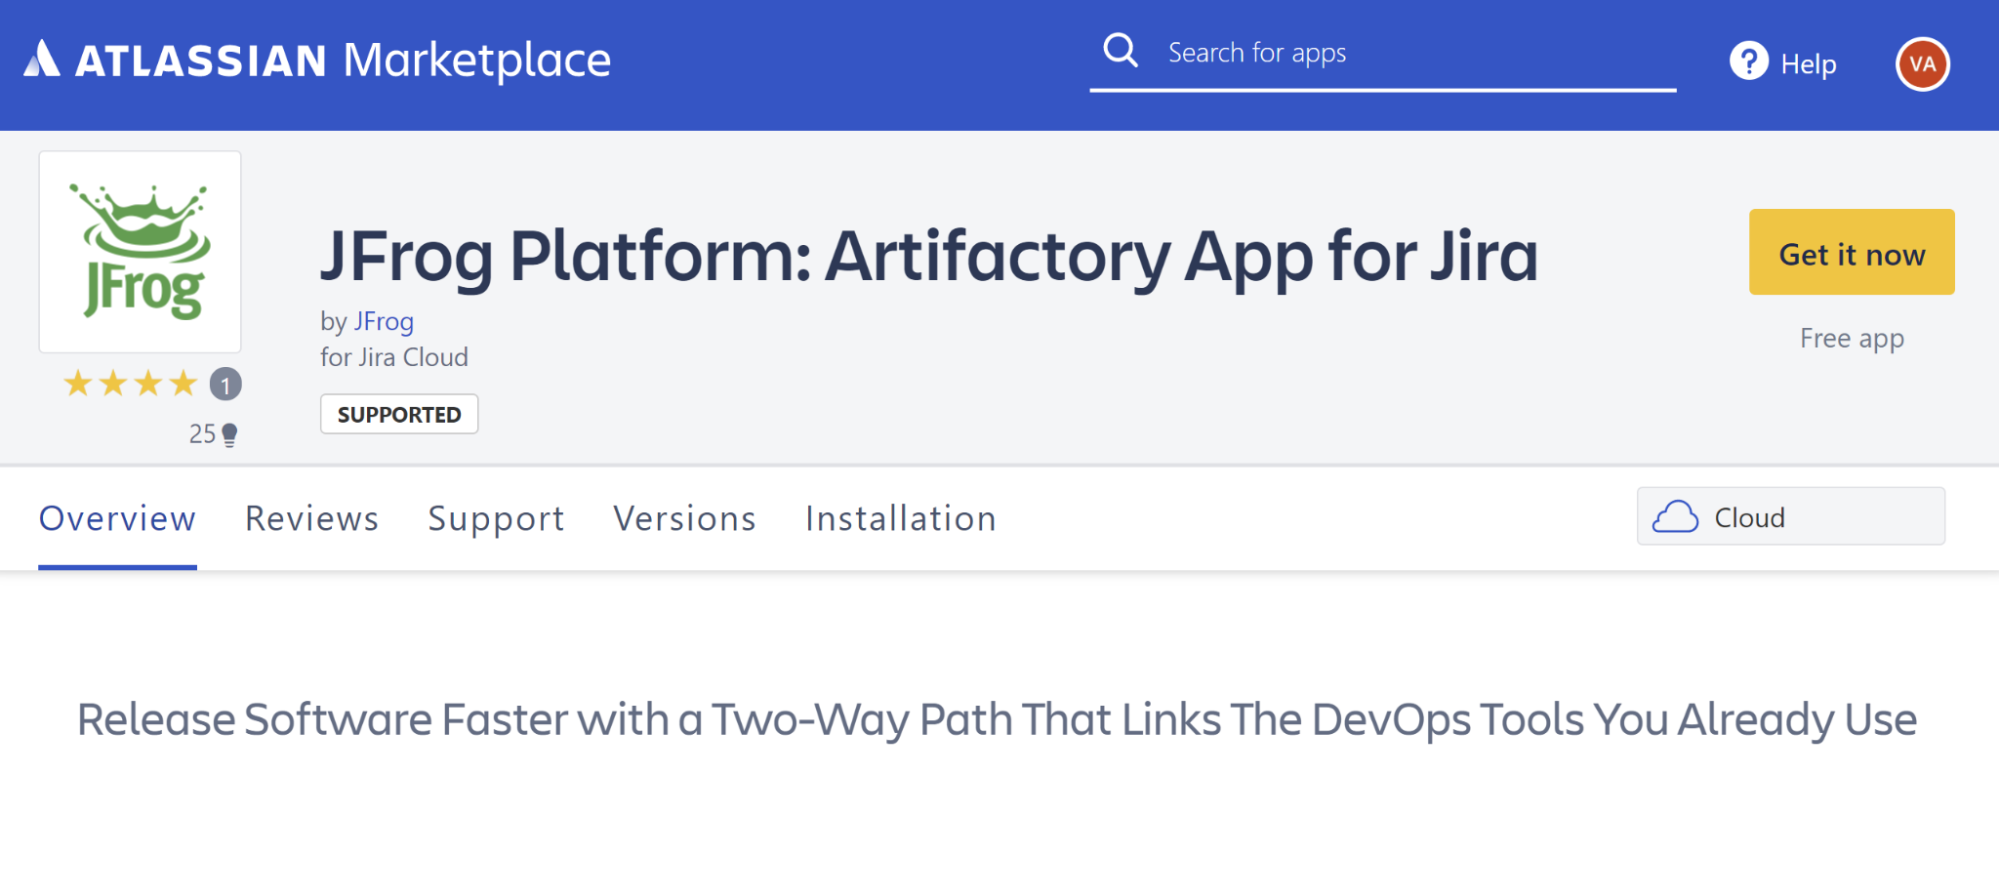 ATLASSIAN Marketplace
Search for apps
? Help
VA
JFrog
JFrog Platform: Artifactory App for Jira
by JFrog
for Jira Cloud
SUPPORTED
Get it now
Free app
1
25
Overview Reviews Support Versions Installation
Cloud
Release Software Faster with a Two-Way Path That Links The DevOps Tools You Already Use